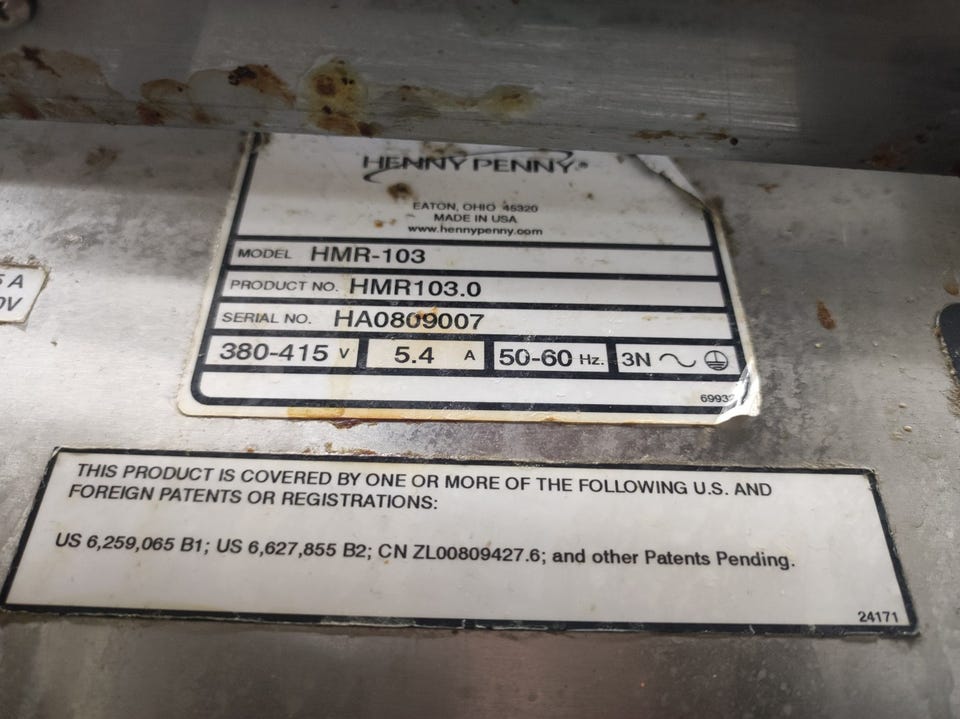 HENNY PENNY®
EATON, OHIO 45320
MADE IN USA
www.hennypenny.com
MODEL HMR-103
PRODUCT NO. HMR103.0
SERIAL NO. HA0809007
5 A
380-415 V 5.4 A 50-60 Hz. 3N
THIS PRODUCT IS COVERED BY ONE OR MORE OF THE FOLLOWING U.S. AND
FOREIGN PATENTS OR REGISTRATIONS:
US 6,259,065 B1; US 6,627,855 B2; CN ZL00809427.6; and other Patents Pending.
24171